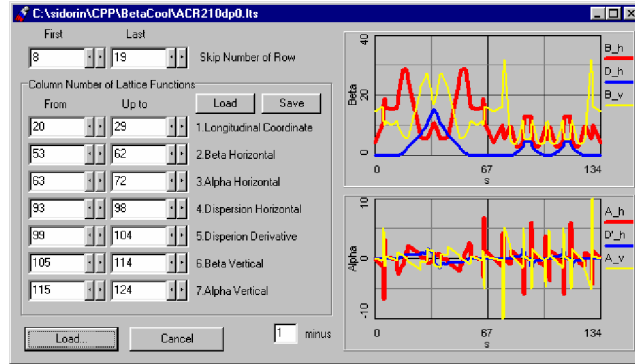 C:\sidorin\CPP\BetaCool\ACR210dp0.lts
First Last
8 19 Skip Number of Row
Column Number of Lattice Functions
From Up to Load Save
20 29 1.Longitudinal Coordinate
53 62 2.Beta Horizontal
63 72 3.Alpha Horizontal
93 98 4.Dispersion Horizontal
99 104 5.Disperion Derivative
105 114 6.Beta Vertical
115 124 7.Alpha Vertical
Load... Cancel 1 minus
40
20
0
Beta
0 67 134
s
B_h
D_h
B_v
10
0
-10
Alpha
0 67 134
s
A_h
D'_h
A_v